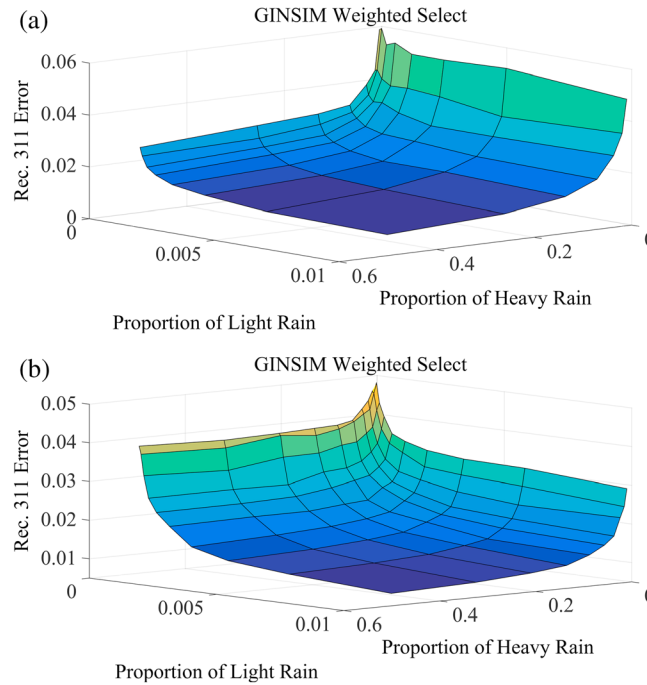 (a)
GINSIM Weighted Select
0.06
0.04
0.02
0
Rec. 311 Error
0
0.005
0.01
0.6
0.4
0.2
Proportion of Light Rain
Proportion of Heavy Rain
(b)
GINSIM Weighted Select
0.05
0.04
0.03
0.02
0.01
Rec. 311 Error
0
0.005
0.01
0.6
0.4
0.2
Proportion of Light Rain
Proportion of Heavy Rain